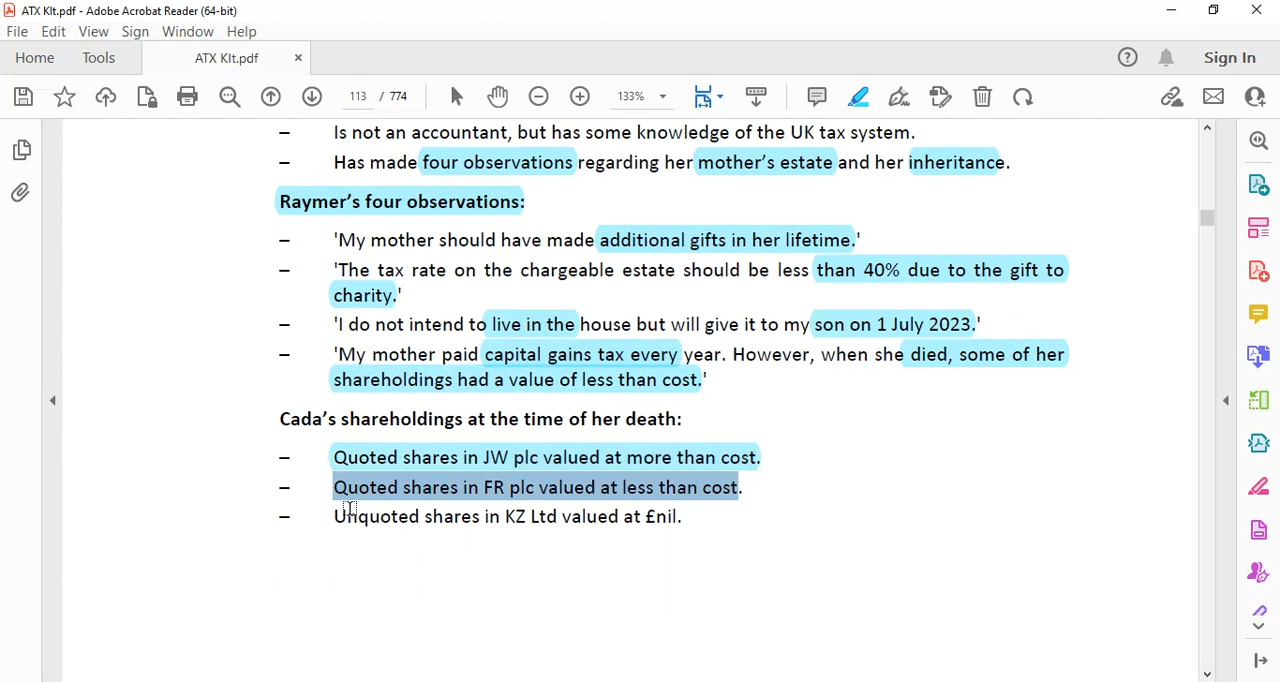 ATX KIt.pdf - Adobe Acrobat Reader (64-bit)
File Edit View Sign Window Help
Home Tools ATX KIt.pdf × Sign In
113 / 774 133%
– Is not an accountant, but has some knowledge of the UK tax system.
– Has made four observations regarding her mother's estate and her inheritance.
Raymer's four observations:
– 'My mother should have made additional gifts in her lifetime.'
– 'The tax rate on the chargeable estate should be less than 40% due to the gift to
charity.'
– 'I do not intend to live in the house but will give it to my son on 1 July 2023.'
– 'My mother paid capital gains tax every year. However, when she died, some of her
shareholdings had a value of less than cost.'
Cada's shareholdings at the time of her death:
– Quoted shares in JW plc valued at more than cost.
– Quoted shares in FR plc valued at less than cost.
– Unquoted shares in KZ Ltd valued at £nil.